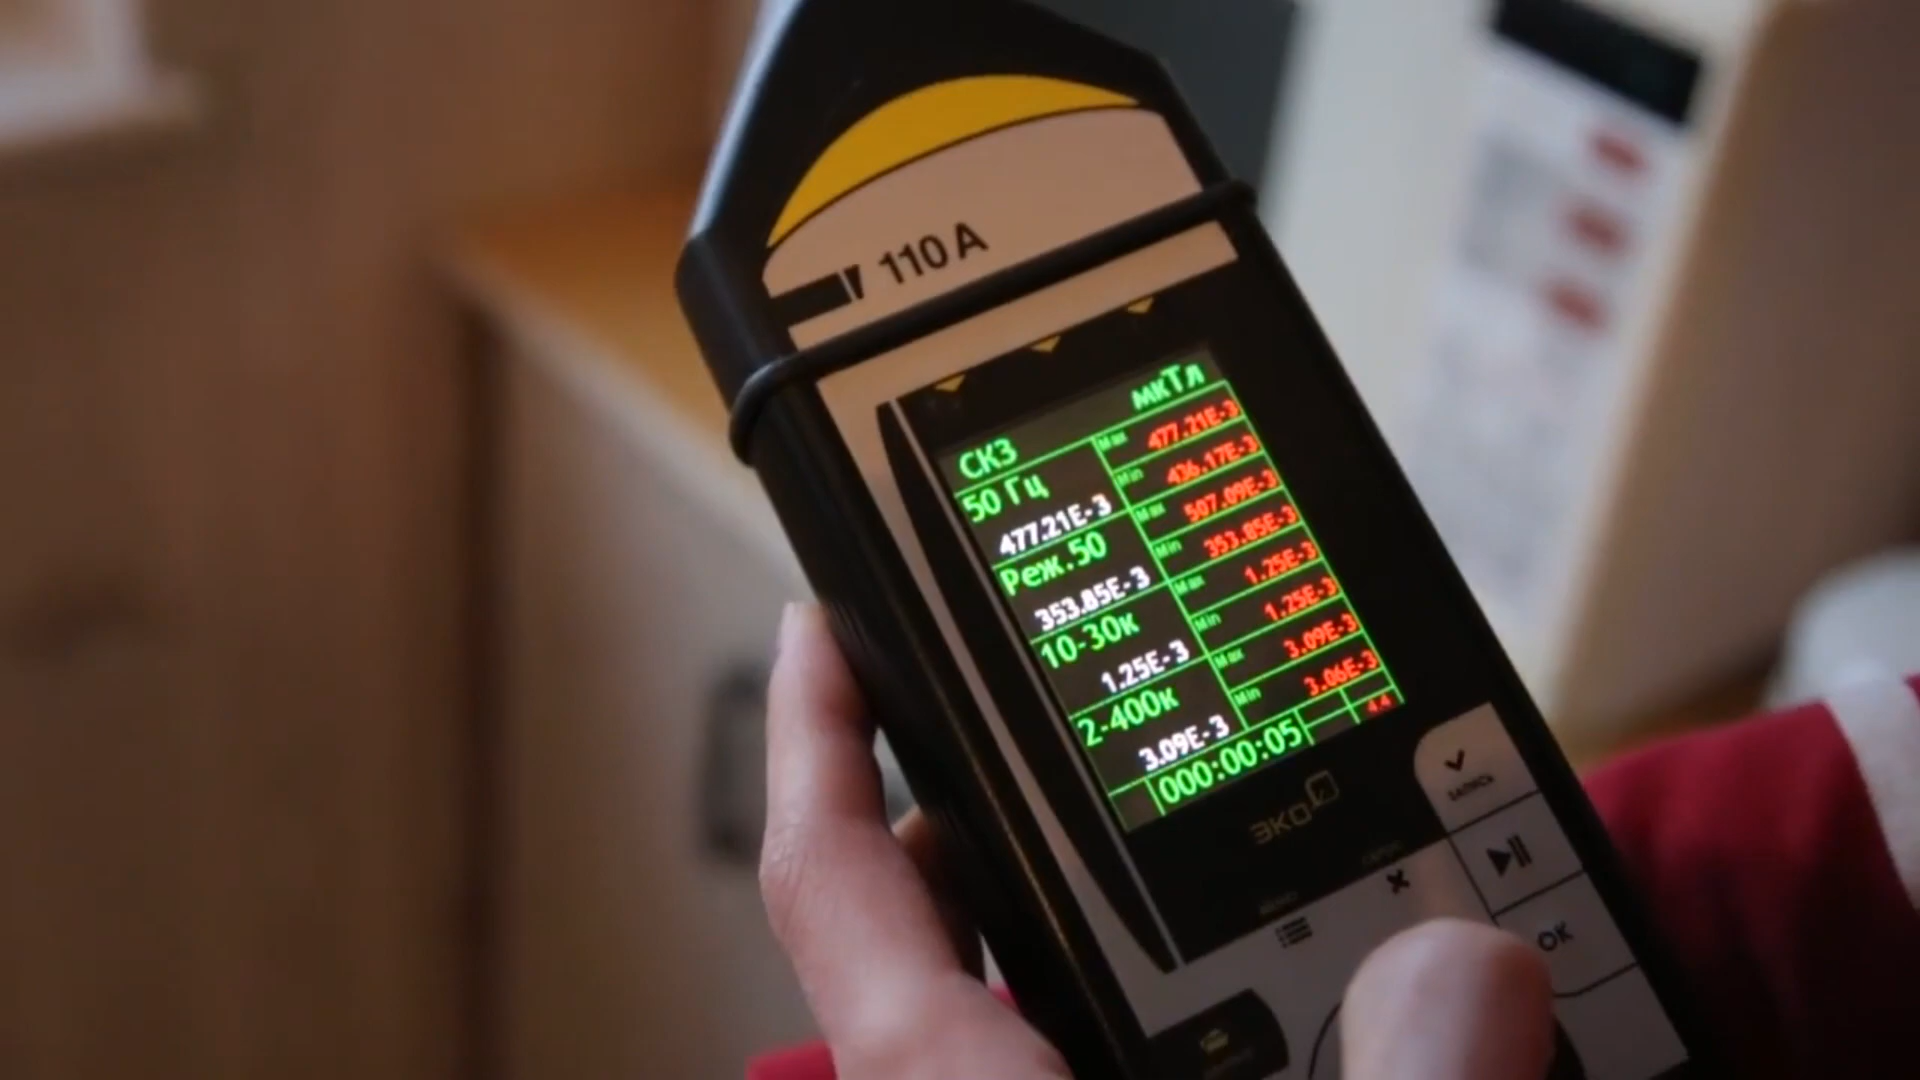 110 A
мкТл
СКЗ
Max 477.21E-3
50 Гц
Min 436.17E-3
477.21E-3
Max 507.09E-3
Реж.50
Min 353.85E-3
353.85E-3
Max 1.25E-3
10-30к
Min 1.25E-3
1.25E-3
Max 3.09E-3
2-400к
Min 3.06E-3
3.09E-3
4.4
000:00:05
ЭКО
ЗАПИСЬ
OK